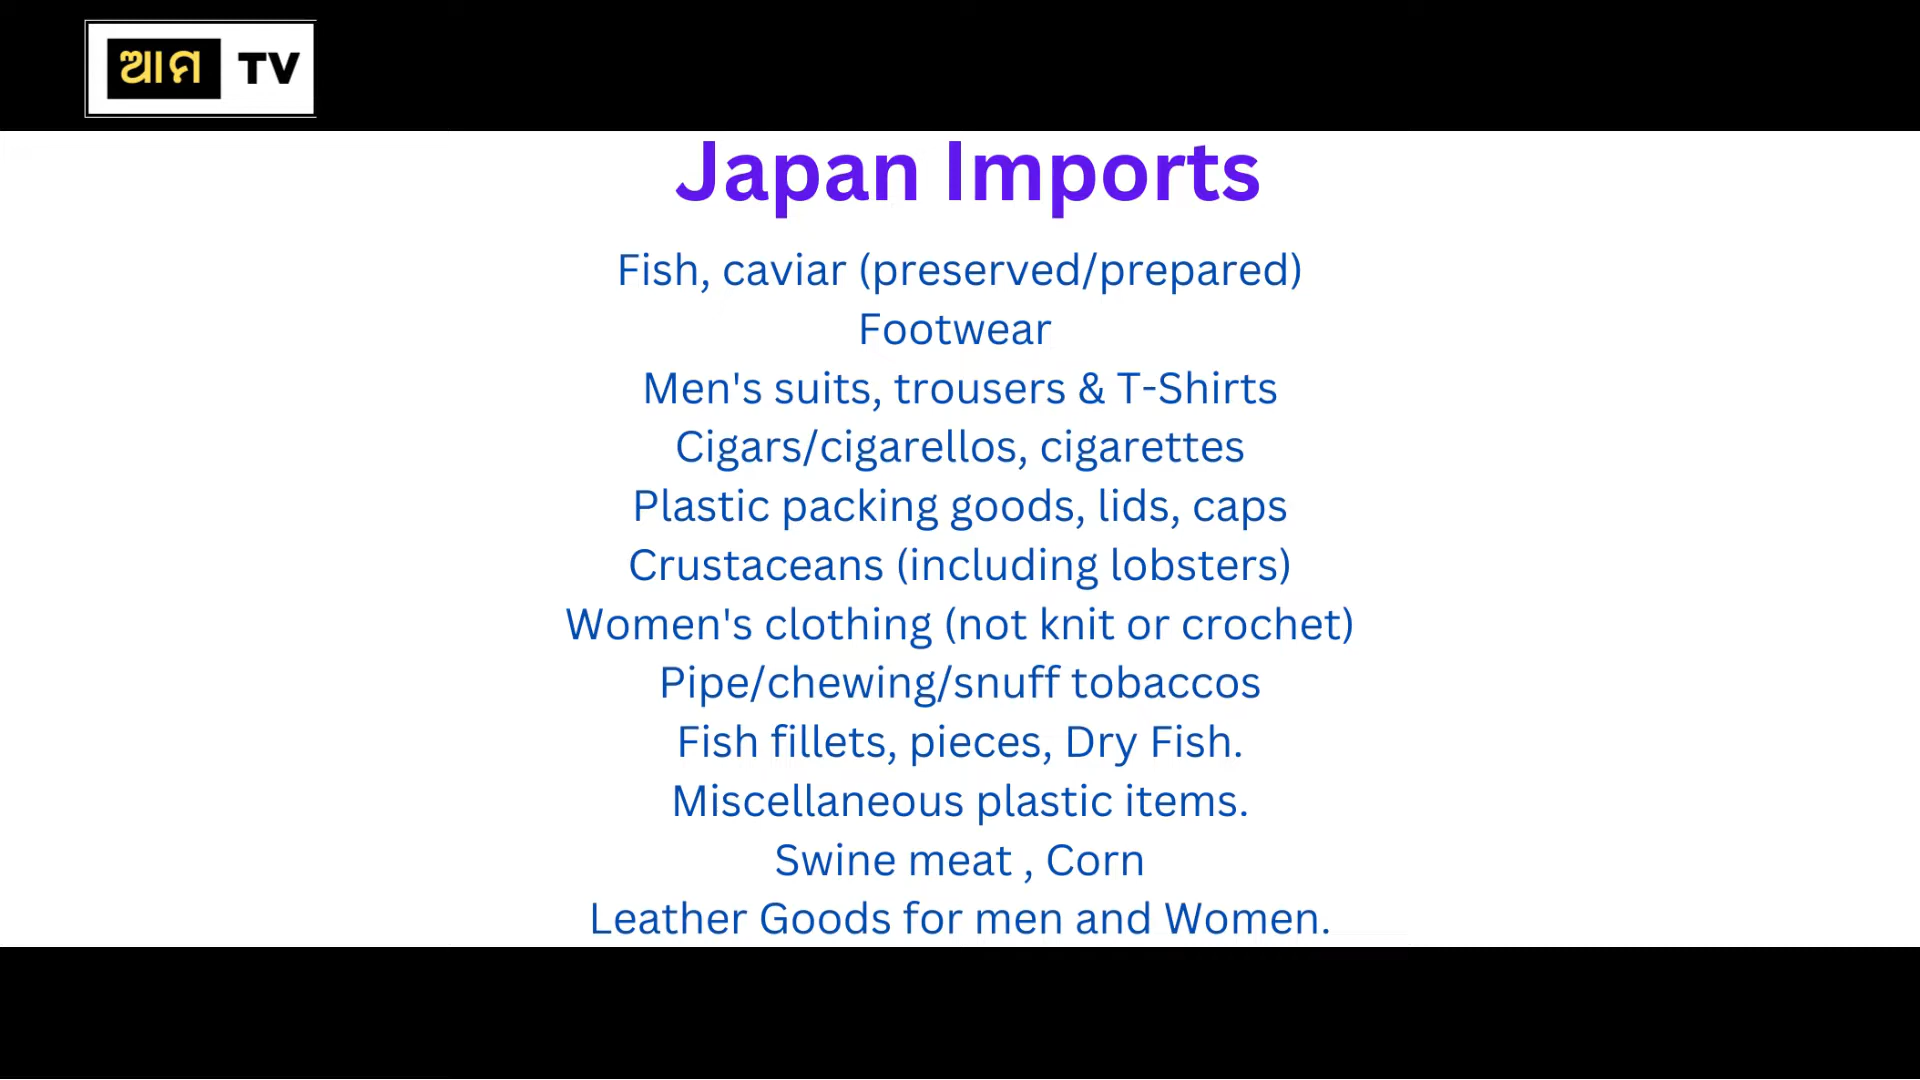 ଆମ TV
Japan Imports
Fish, caviar (preserved/prepared)
Footwear
Men's suits, trousers & T-Shirts
Cigars/cigarellos, cigarettes
Plastic packing goods, lids, caps
Crustaceans (including lobsters)
Women's clothing (not knit or crochet)
Pipe/chewing/snuff tobaccos
Fish fillets, pieces, Dry Fish.
Miscellaneous plastic items.
Swine meat , Corn
Leather Goods for men and Women.